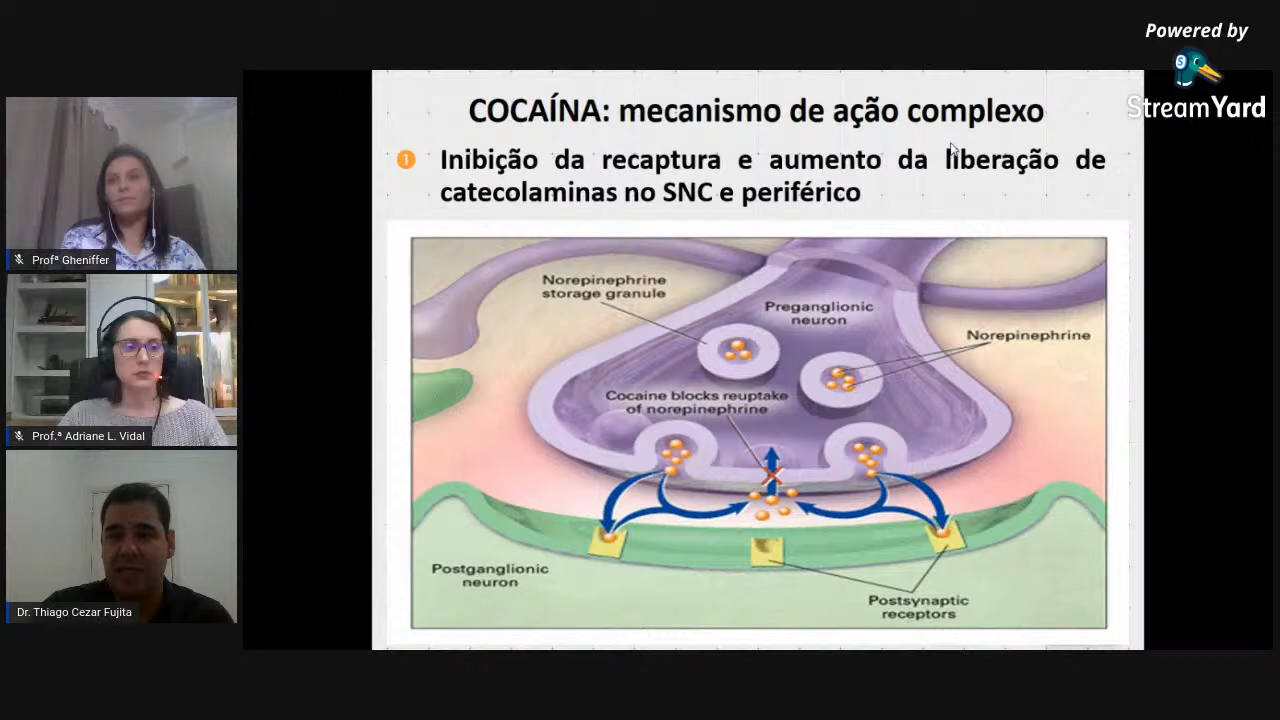 Powered by
StreamYard
COCAÍNA: mecanismo de ação complexo
1 Inibição da recaptura e aumento da liberação de
catecolaminas no SNC e periférico
Norepinephrine
storage granule
Preganglionic
neuron
Norepinephrine
Cocaine blocks reuptake
of norepinephrine
Postganglionic
neuron
Postsynaptic
receptors
Profª Gheniffer
Prof.ª Adriane L. Vidal
Dr. Thiago Cezar Fujita